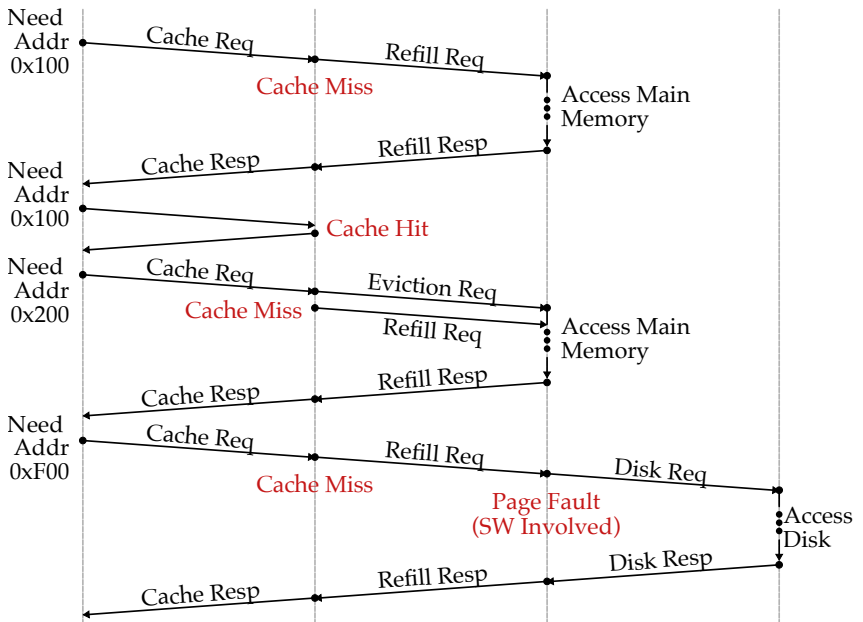 Need
Addr
0x100
Cache Req
Refill Req
Cache Miss
Access Main
Memory
Refill Resp
Cache Resp
Need
Addr
0x100
Cache Hit
Need
Addr
0x200
Cache Req
Eviction Req
Cache Miss
Refill Req
Access Main
Memory
Refill Resp
Cache Resp
Need
Addr
0xF00
Cache Req
Refill Req
Disk Req
Cache Miss
Page Fault
(SW Involved)
Access
Disk
Disk Resp
Refill Resp
Cache Resp